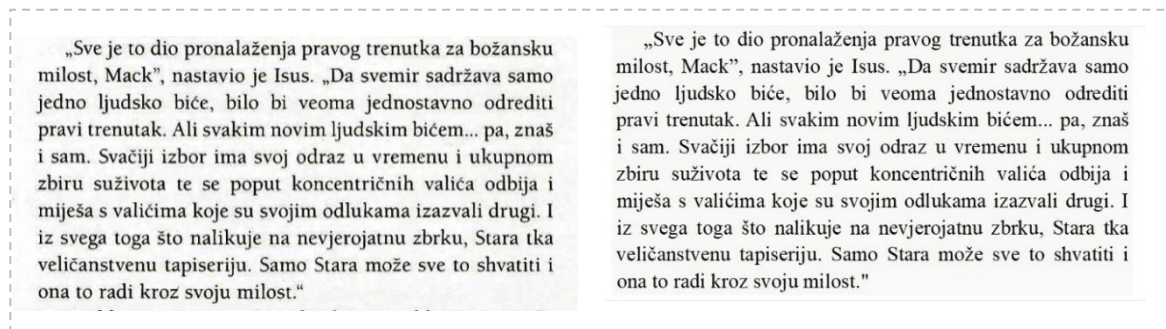 „Sve je to dio pronalaženja pravog trenutka za božansku
milost, Mack”, nastavio je Isus. „Da svemir sadržava samo
jedno ljudsko biće, bilo bi veoma jednostavno odrediti
pravi trenutak. Ali svakim novim ljudskim bićem... pa, znaš
i sam. Svačiji izbor ima svoj odraz u vremenu i ukupnom
zbiru suživota te se poput koncentričnih valića odbija i
miješa s valićima koje su svojim odlukama izazvali drugi. I
iz svega toga što nalikuje na nevjerojatnu zbrku, Stara tka
veličanstvenu tapiseriju. Samo Stara može sve to shvatiti i
ona to radi kroz svoju milost.“
„Sve je to dio pronalaženja pravog trenutka za božansku
milost, Mack”, nastavio je Isus. „Da svemir sadržava samo
jedno ljudsko biće, bilo bi veoma jednostavno odrediti
pravi trenutak. Ali svakim novim ljudskim bićem... pa, znaš
i sam. Svačiji izbor ima svoj odraz u vremenu i ukupnom
zbiru suživota te se poput koncentričnih valića odbija i
miješa s valićima koje su svojim odlukama izazvali drugi. I
iz svega toga što nalikuje na nevjerojatnu zbrku, Stara tka
veličanstvenu tapiseriju. Samo Stara može sve to shvatiti i
ona to radi kroz svoju milost."